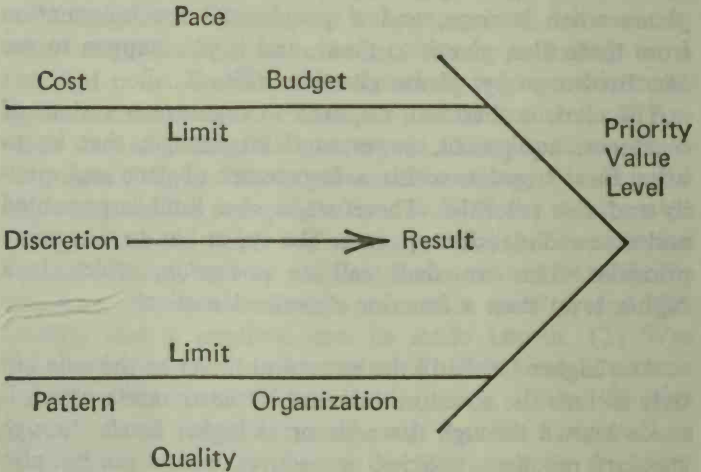 Pace
Cost Budget
Limit
Priority
Value
Level
Discretion Result
Limit
Pattern Organization
Quality